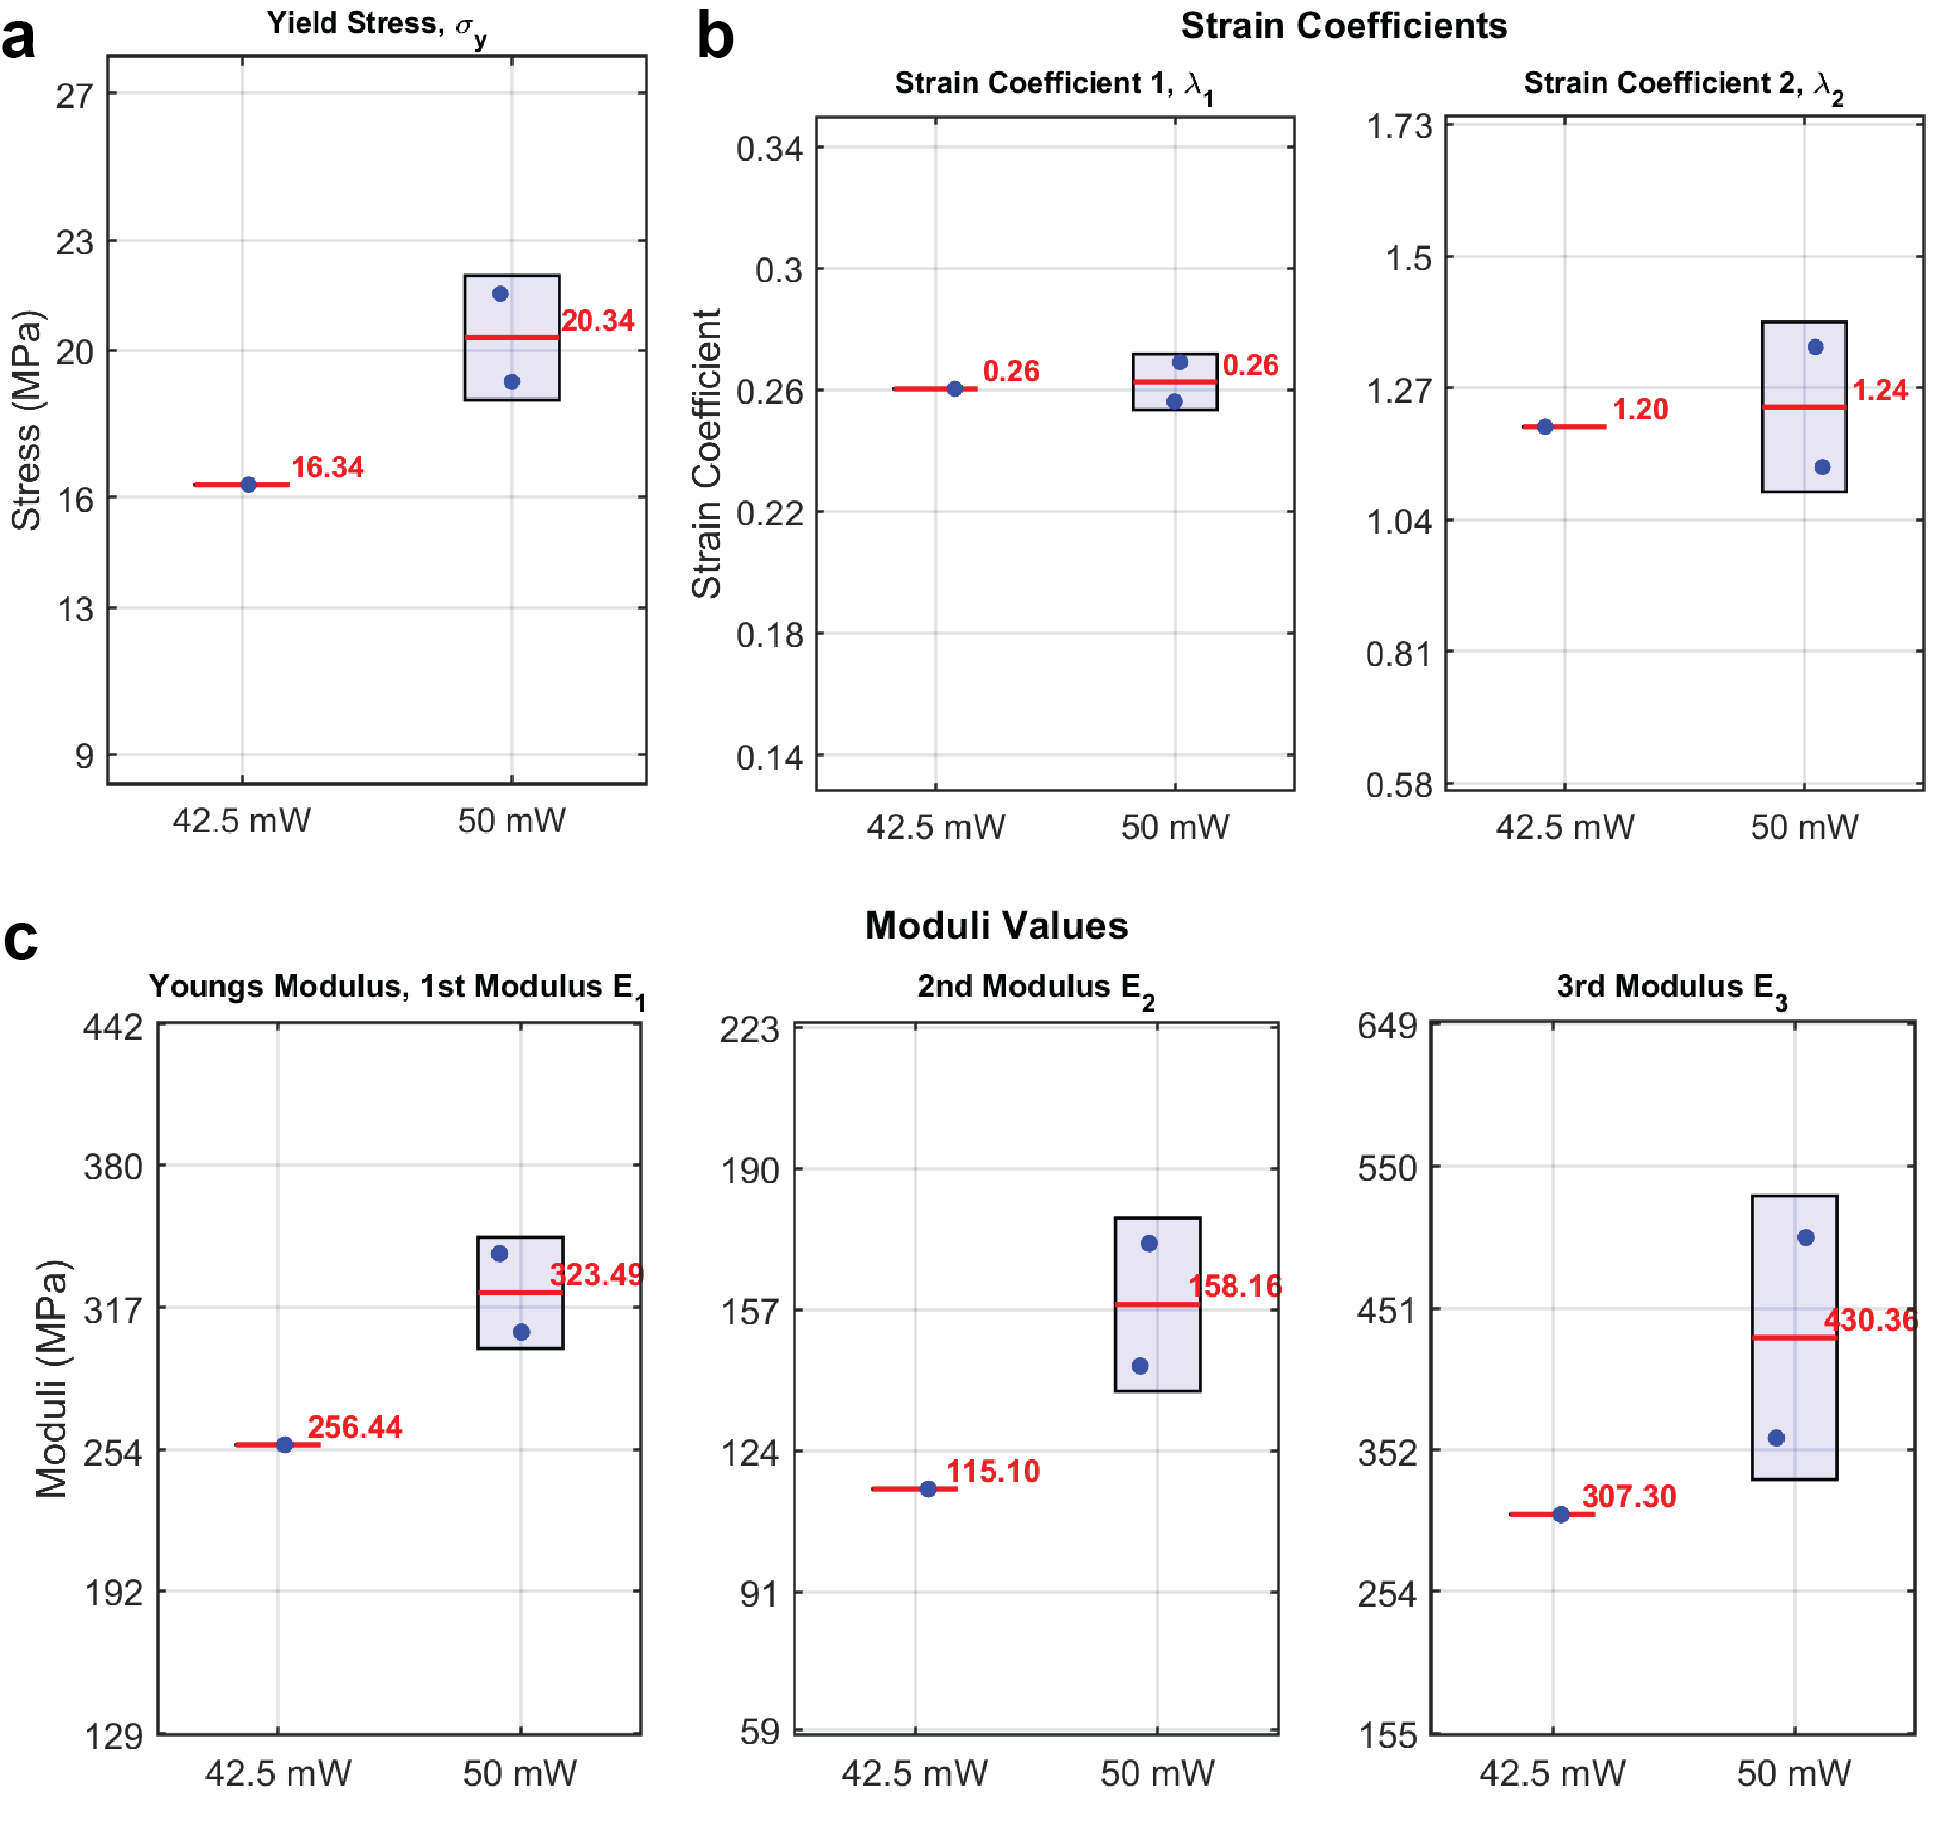 a
Yield Stress, σy
27
23
20
16
13
9
Stress (MPa)
16.34
20.34
42.5 mW
50 mW
b
Strain Coefficients
Strain Coefficient 1, λ1
0.34
0.3
0.26
0.22
0.18
0.14
Strain Coefficient
0.26
0.26
42.5 mW
50 mW
Strain Coefficient 2, λ2
1.73
1.5
1.27
1.04
0.81
0.58
1.20
1.24
42.5 mW
50 mW
c
Moduli Values
Youngs Modulus, 1st Modulus E1
442
380
317
254
192
129
Moduli (MPa)
256.44
323.49
42.5 mW
50 mW
2nd Modulus E2
223
190
157
124
91
59
115.10
158.16
42.5 mW
50 mW
3rd Modulus E3
649
550
451
352
254
155
307.30
430.36
42.5 mW
50 mW